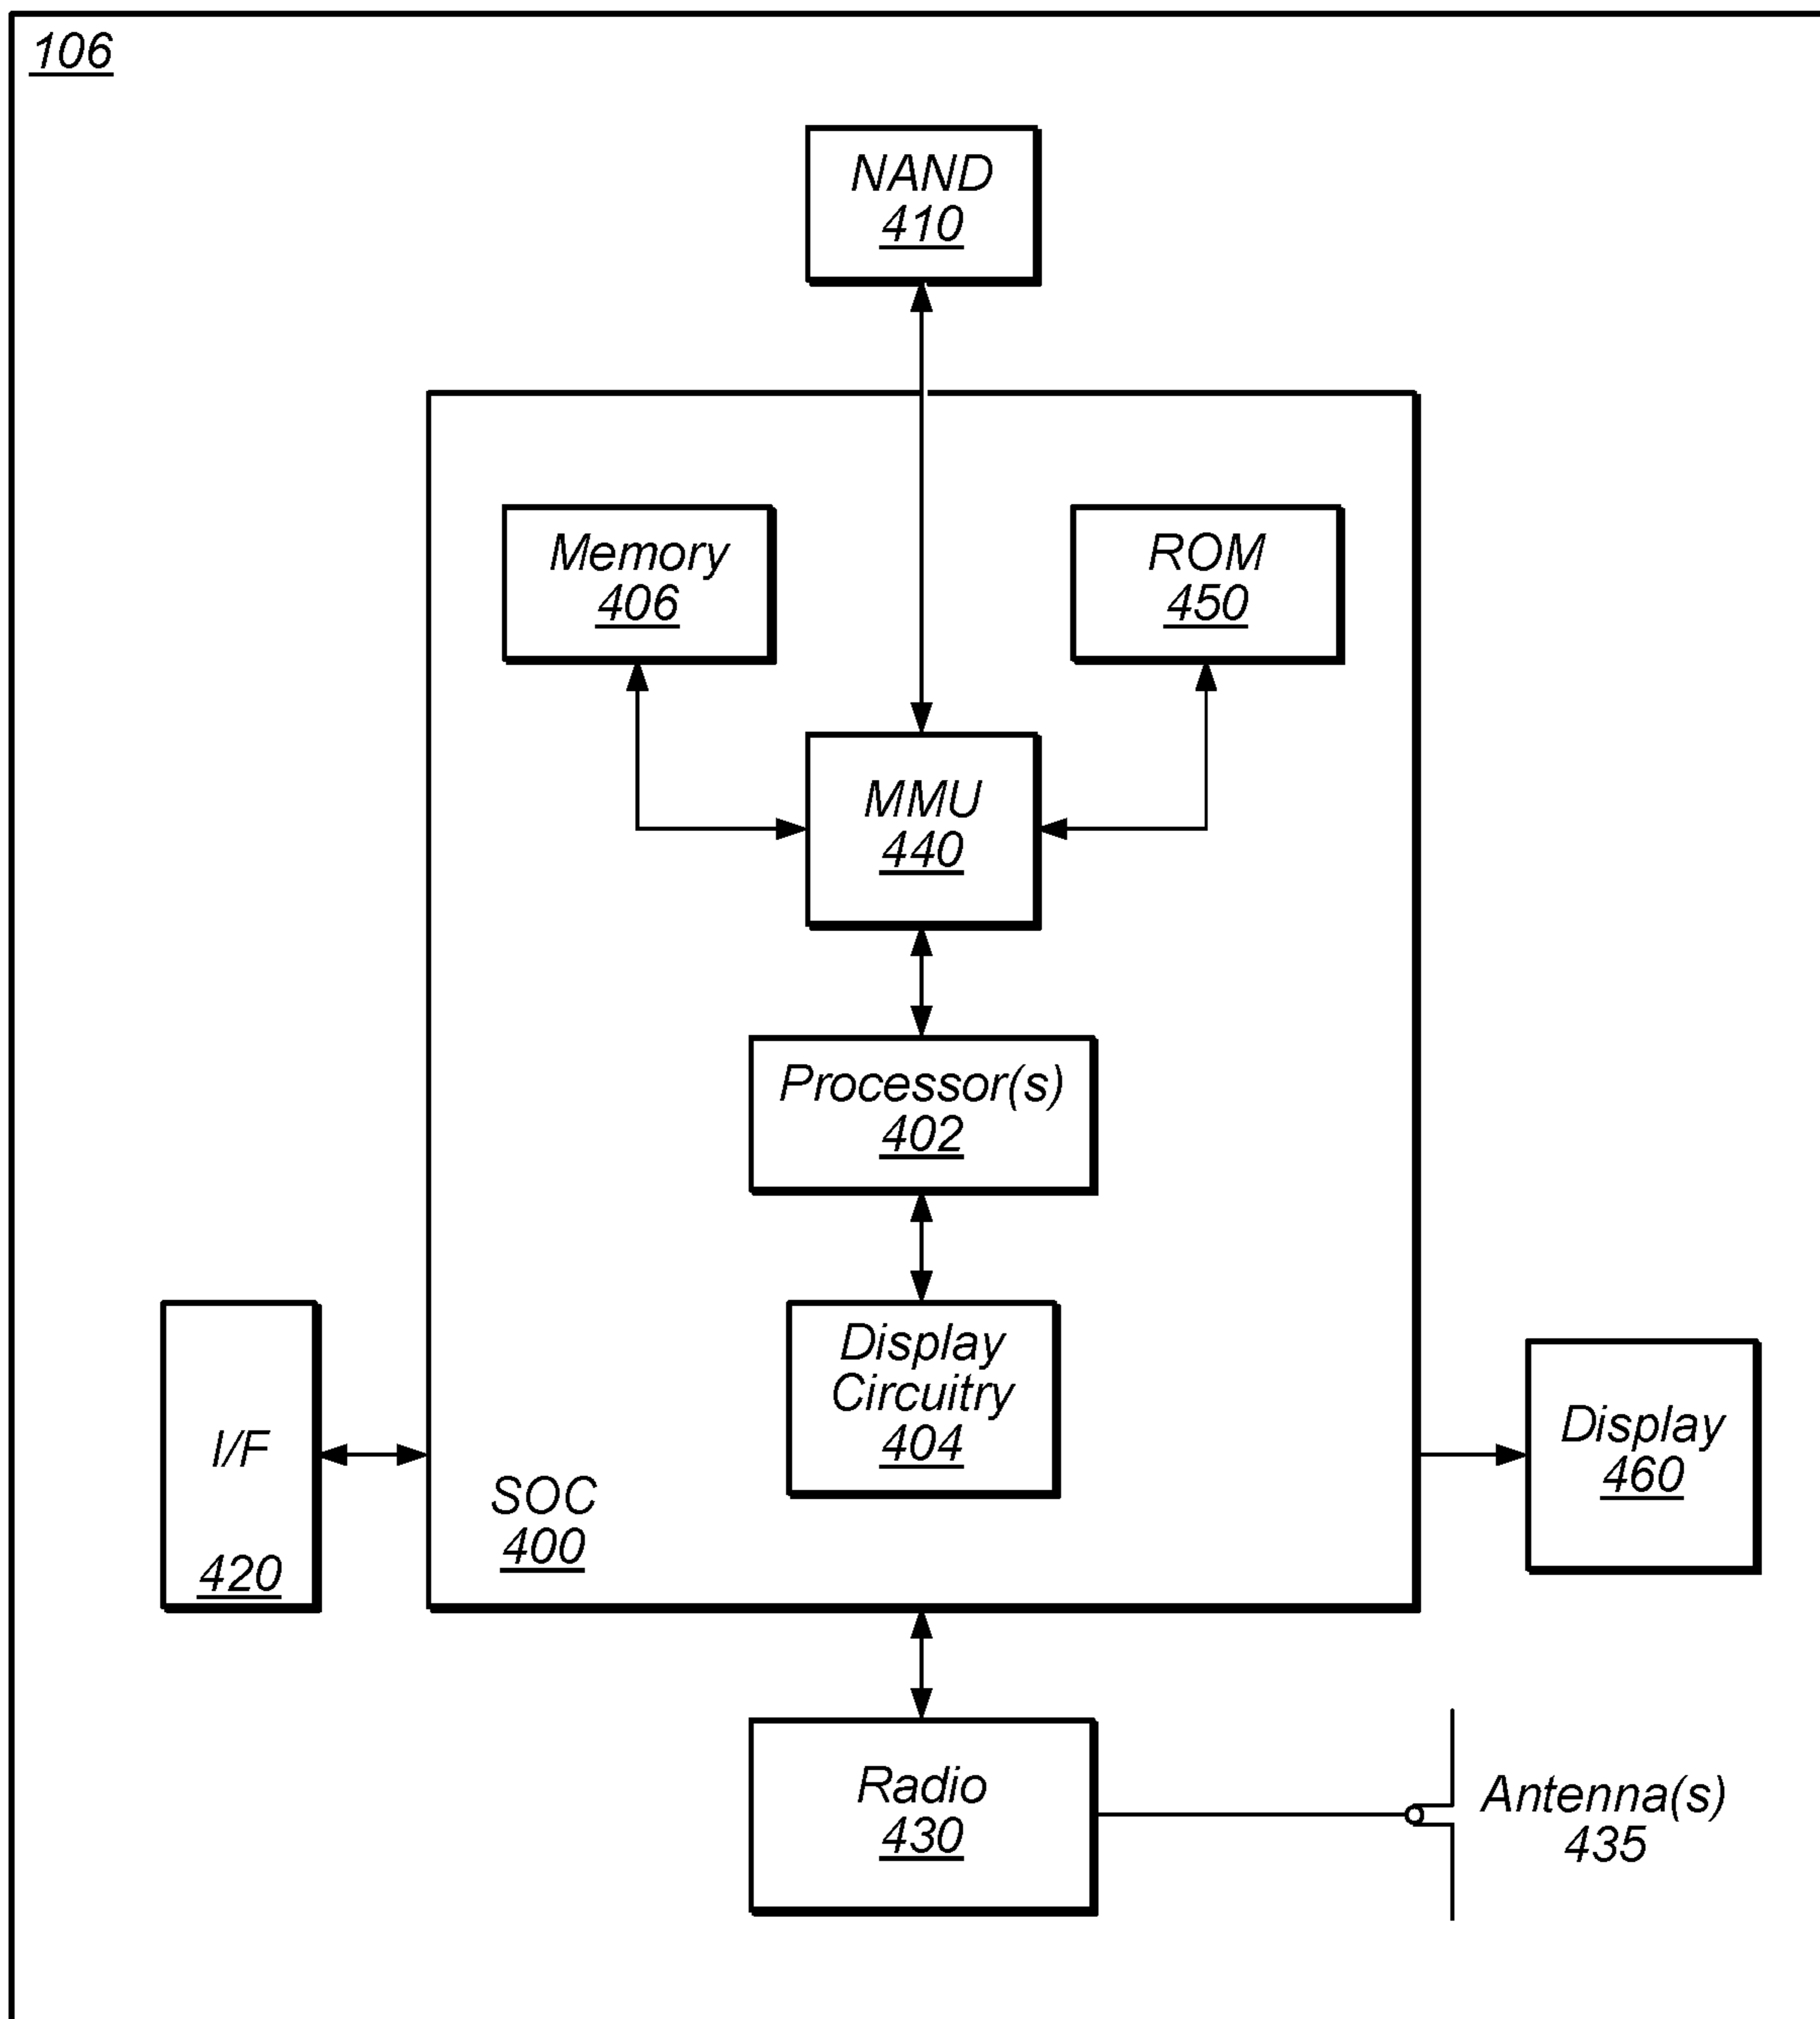 106
NAND
410
Memory
406
ROM
450
MMU
440
Processor(s)
402
Display
Circuitry
404
I/F
420
SOC
400
Display
460
Radio
430
Antenna(s)
435